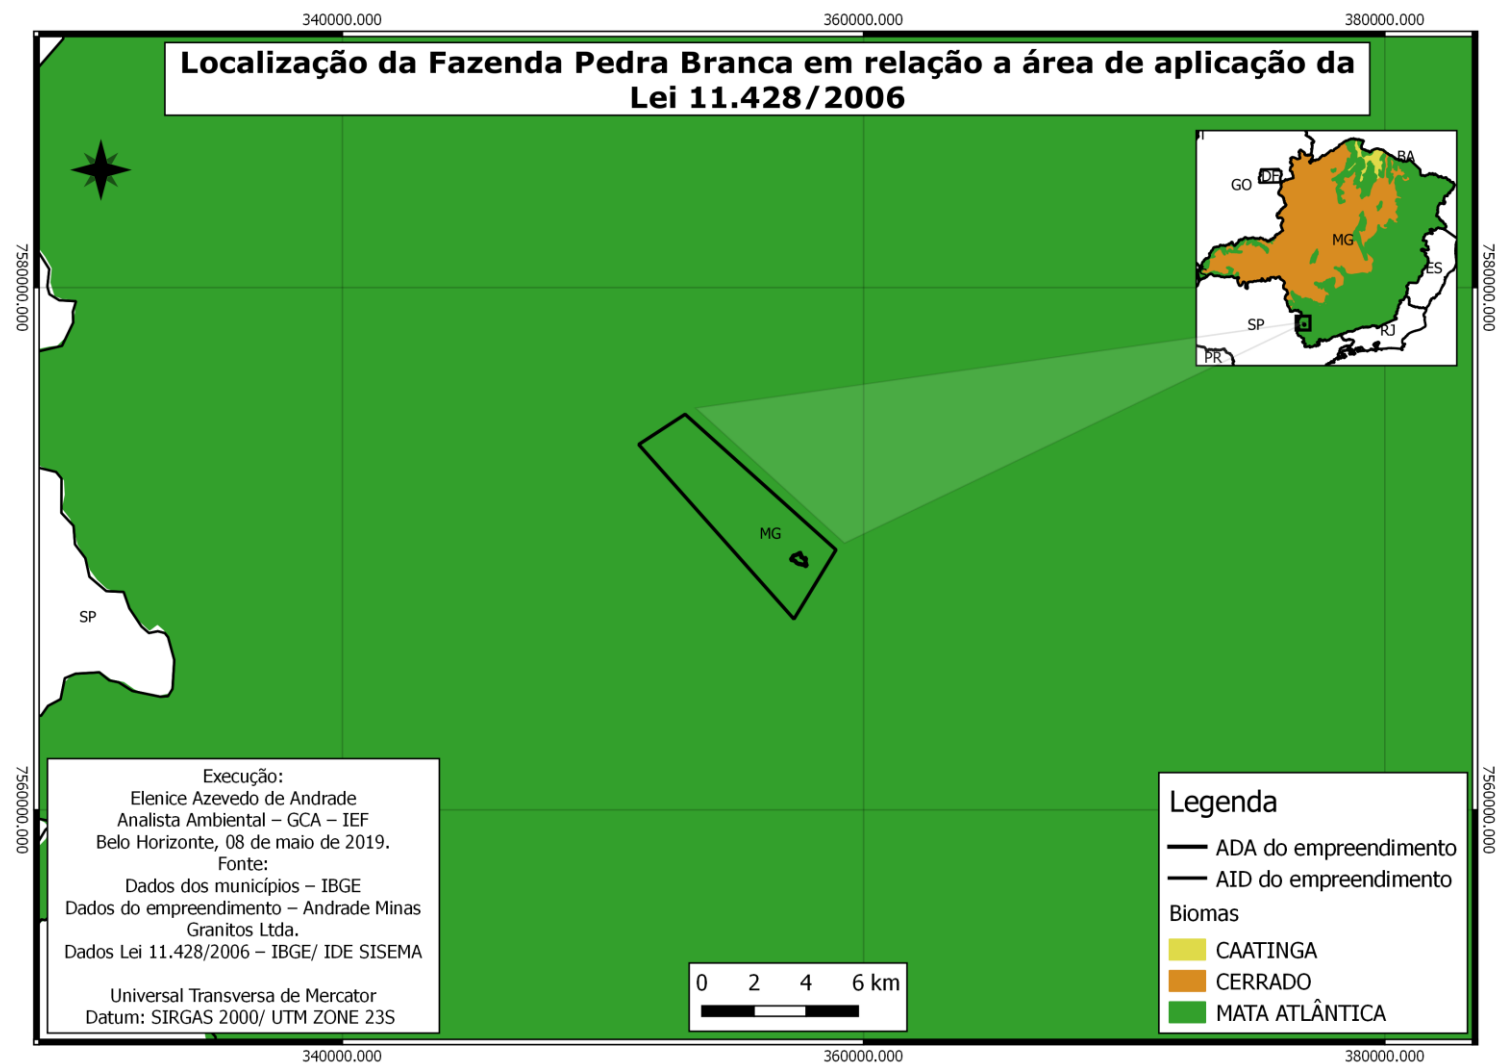 340000.000
360000.000
380000.000
Localização da Fazenda Pedra Branca em relação a área de aplicação da
Lei 11.428/2006
BA
GO
DF
MG
ES
SP
RJ
PR
7580000.000
7580000.000
MG
SP
7560000.000
7560000.000
Execução:
Elenice Azevedo de Andrade
Analista Ambiental – GCA – IEF
Belo Horizonte, 08 de maio de 2019.
Fonte:
Dados dos municípios – IBGE
Dados do empreendimento – Andrade Minas
Granitos Ltda.
Dados Lei 11.428/2006 – IBGE/ IDE SISEMA
Universal Transversa de Mercator
Datum: SIRGAS 2000/ UTM ZONE 23S
0 2 4 6 km
Legenda
ADA do empreendimento
AID do empreendimento
Biomas
CAATINGA
CERRADO
MATA ATLÂNTICA
340000.000
360000.000
380000.000